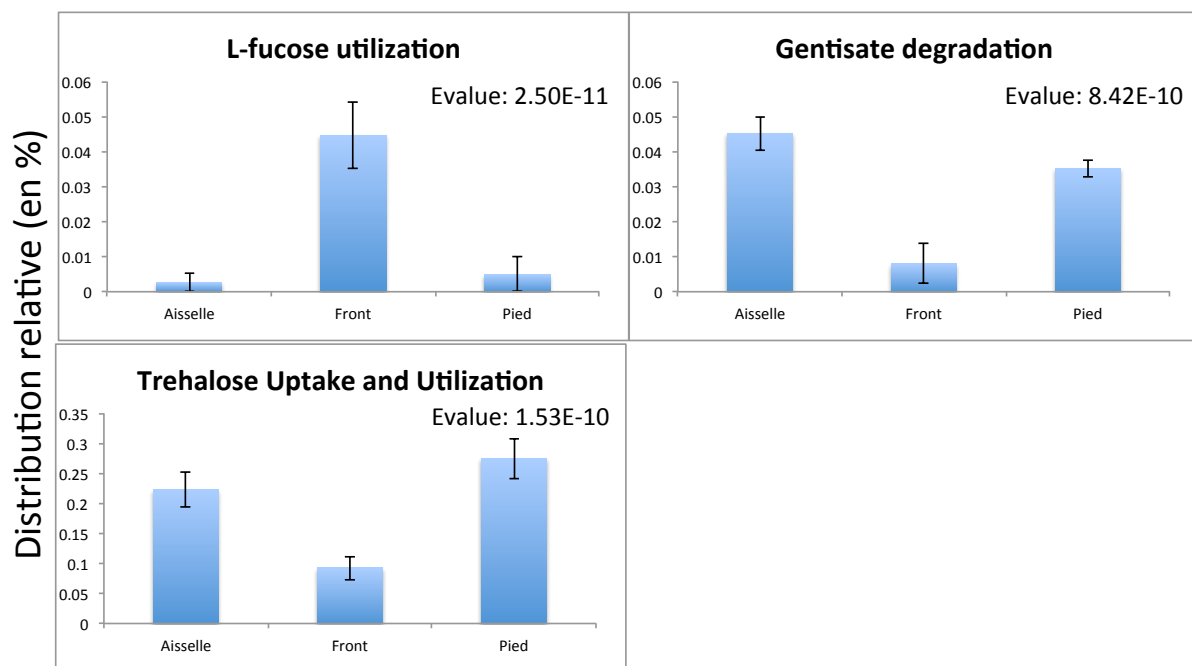 Distribution relative (en %)
L-fucose utilization
Evalue: 2.50E-11
0.06
0.05
0.04
0.03
0.02
0.01
0
Aisselle Front Pied
Gentisate degradation
Evalue: 8.42E-10
0.06
0.05
0.04
0.03
0.02
0.01
0
Aisselle Front Pied
Trehalose Uptake and Utilization
Evalue: 1.53E-10
0.35
0.3
0.25
0.2
0.15
0.1
0.05
0
Aisselle Front Pied